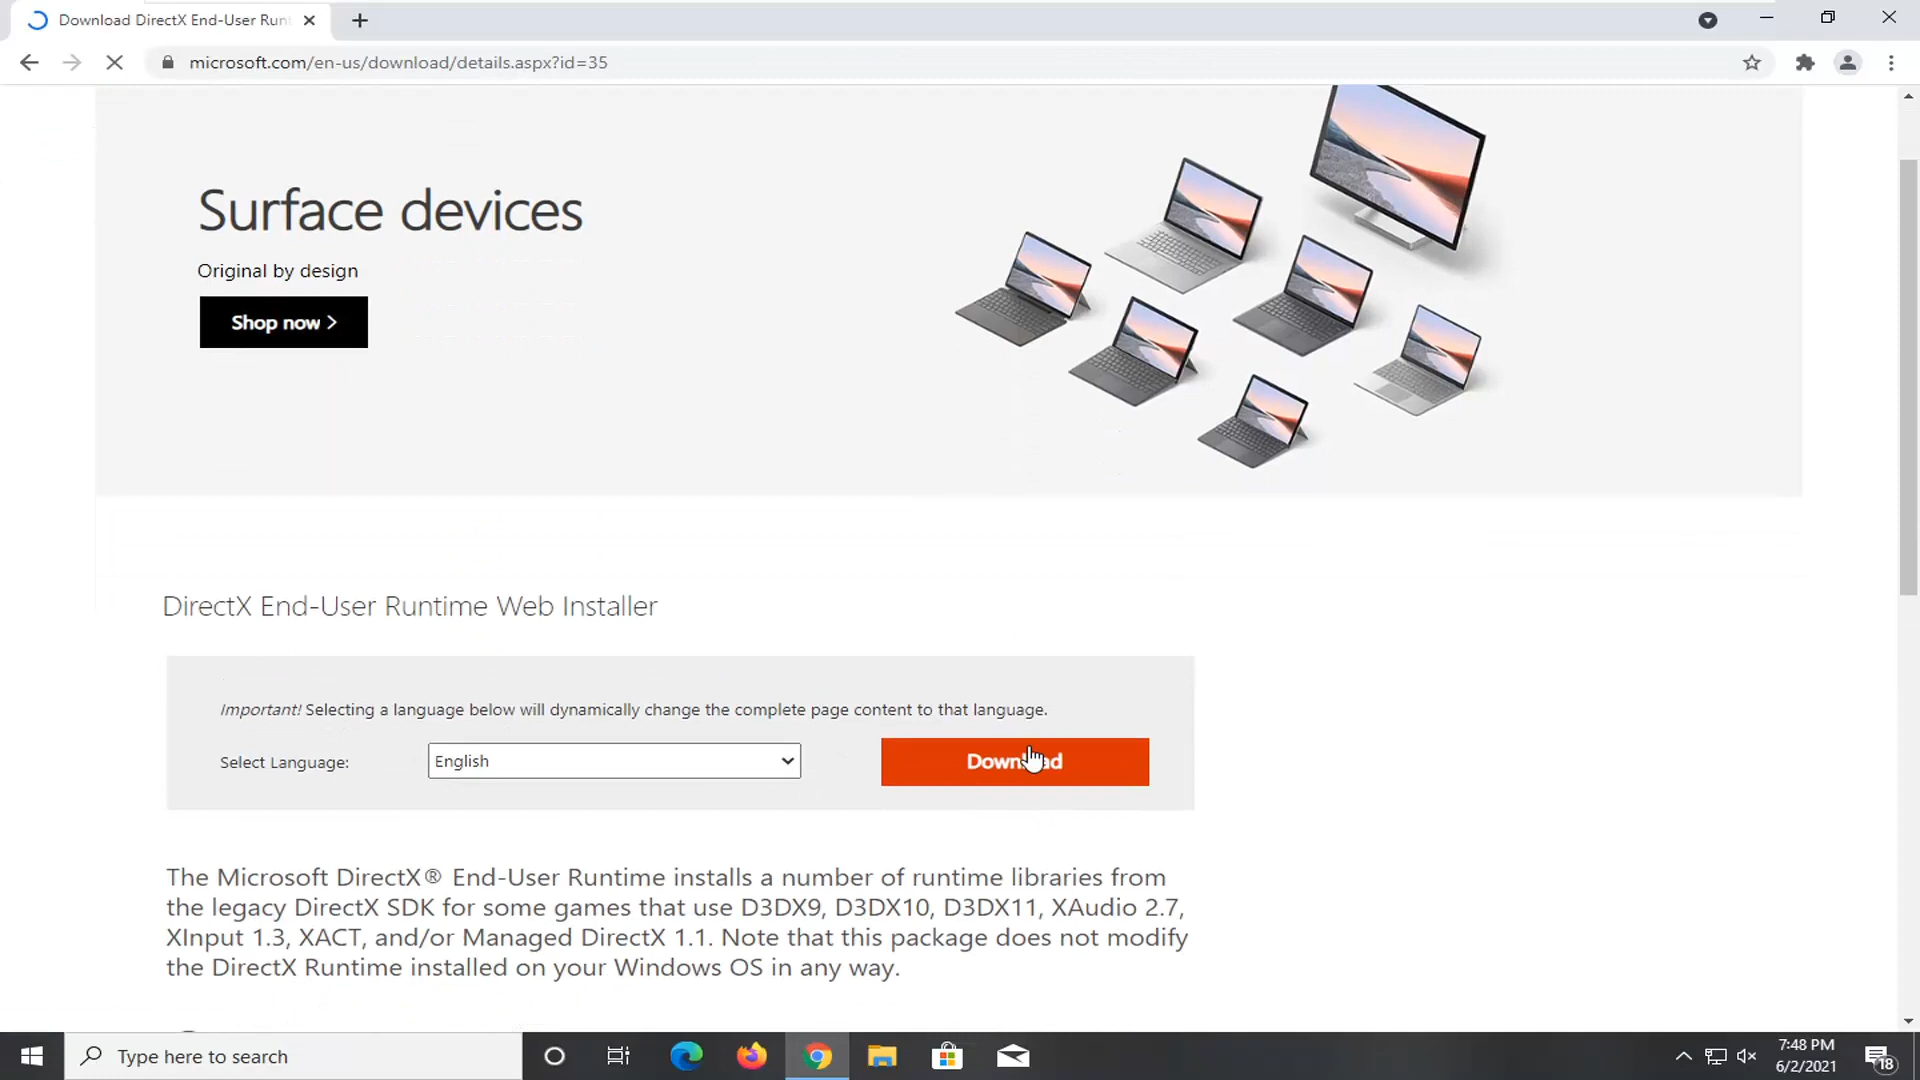 Download DirectX End-User Runt
microsoft.com/en-us/download/details.aspx?id=35
Surface devices
Original by design
Shop now >
DirectX End-User Runtime Web Installer
Important! Selecting a language below will dynamically change the complete page content to that language.
Select Language:
English
Download
The Microsoft DirectX® End-User Runtime installs a number of runtime libraries from
the legacy DirectX SDK for some games that use D3DX9, D3DX10, D3DX11, XAudio 2.7,
XInput 1.3, XACT, and/or Managed DirectX 1.1. Note that this package does not modify
the DirectX Runtime installed on your Windows OS in any way.
Type here to search
7:48 PM
6/2/2021
18